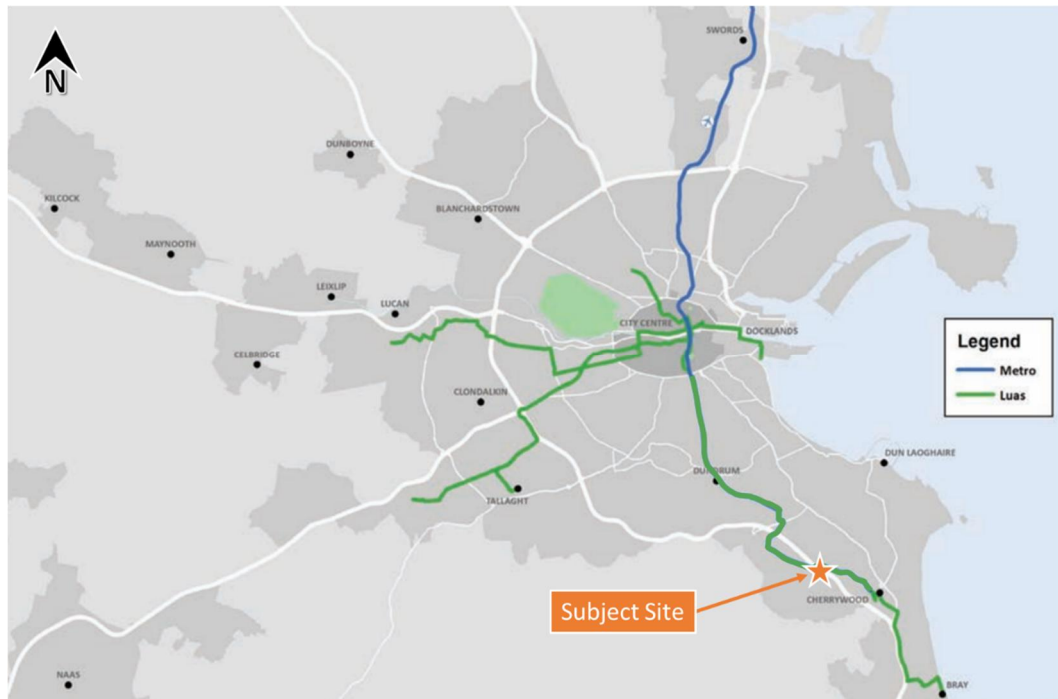 SWORDS
N
DUNBOYNE
KILCOCK
BLANCHARDSTOWN
MAYNOOTH
LEIXLIP
LUCAN
CITY CENTRE
DOCKLANDS
Legend
Metro
Luas
CELBRIDGE
CLONDALKIN
DUN LAOGHAIRE
DUNDRUM
TALLAGHT
CHERRYWOOD
Subject Site
NAAS
BRAY